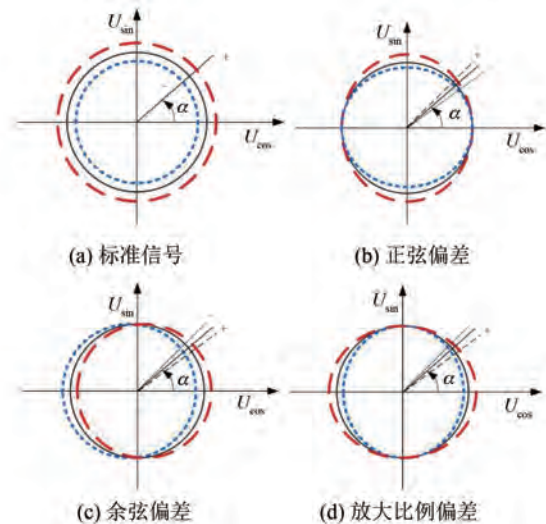 U_sin
+
α
U_cos
(a) 标准信号
U_sin
+
α
U_cos
(b) 正弦偏差
U_sin
+
α
U_cos
(c) 余弦偏差
U_sin
+
α
U_cos
(d) 放大比例偏差